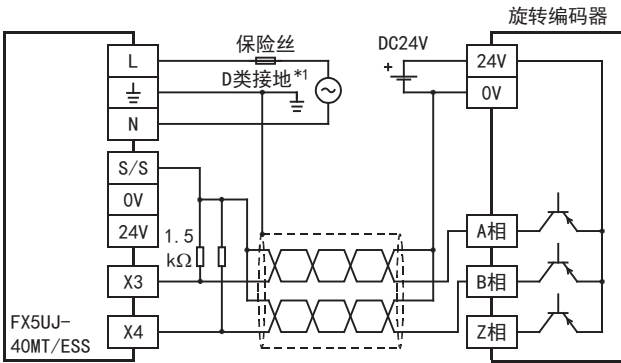 旋转编码器
保险丝
DC24V
L
+
24V
D类接地*1
0V
N
S/S
0V
24V
1.5
kΩ
A相
X3
B相
FX5UJ-
40MT/ESS
X4
Z相